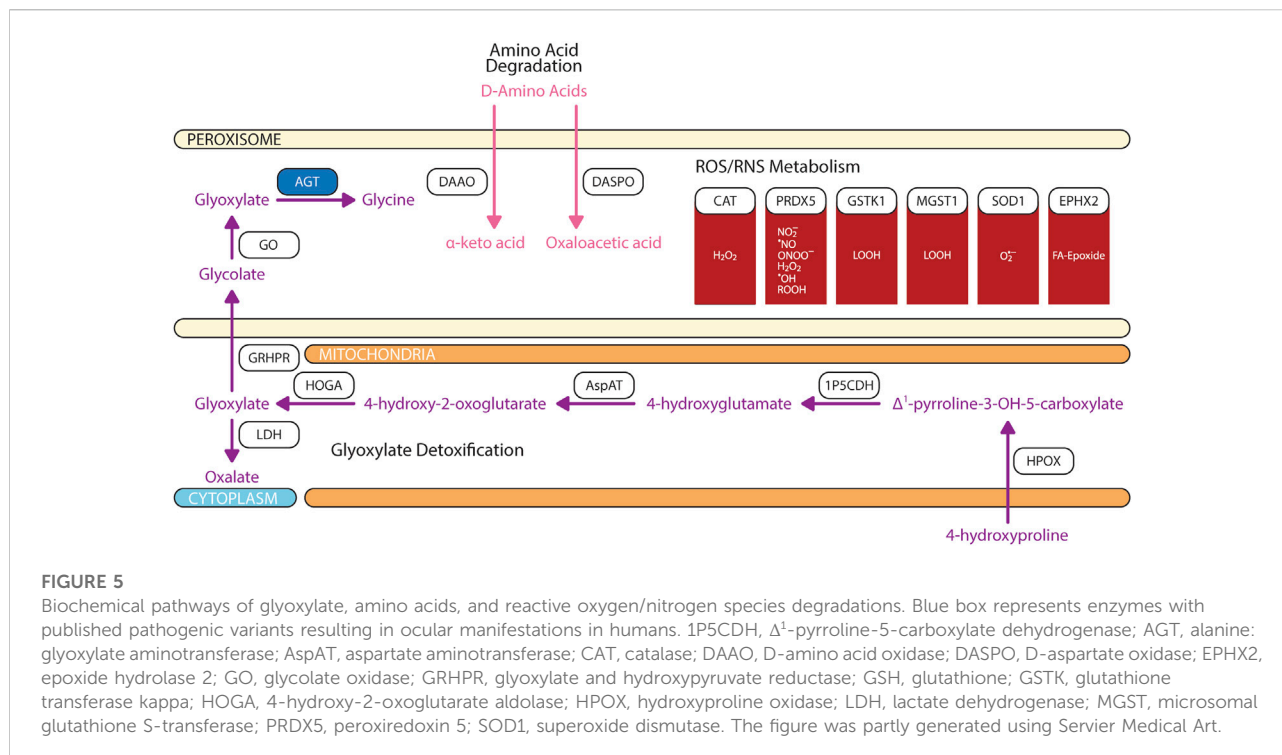 Amino Acid
Degradation
D-Amino Acids
PEROXISOME
AGT
DAAO
DASPO
ROS/RNS Metabolism
Glyoxylate
Glycine
CAT
PRDX5
GSTK1
MGST1
SOD1
EPHX2
GO
α-keto acid
Oxaloacetic acid
H₂O₂
NO₂⁻
•NO
ONOO⁻
H₂O₂
•OH
ROOH
LOOH
LOOH
O₂•⁻
FA-Epoxide
Glycolate
GRHPR
MITOCHONDRIA
HOGA
AspAT
1P5CDH
Glyoxylate
4-hydroxy-2-oxoglutarate
4-hydroxyglutamate
Δ¹-pyrroline-3-OH-5-carboxylate
LDH
Glyoxylate Detoxification
HPOX
Oxalate
CYTOPLASM
4-hydroxyproline
FIGURE 5
Biochemical pathways of glyoxylate, amino acids, and reactive oxygen/nitrogen species degradations. Blue box represents enzymes with
published pathogenic variants resulting in ocular manifestations in humans. 1P5CDH, Δ¹-pyrroline-5-carboxylate dehydrogenase; AGT, alanine:
glyoxylate aminotransferase; AspAT, aspartate aminotransferase; CAT, catalase; DAAO, D-amino acid oxidase; DASPO, D-aspartate oxidase; EPHX2,
epoxide hydrolase 2; GO, glycolate oxidase; GRHPR, glyoxylate and hydroxypyruvate reductase; GSH, glutathione; GSTK, glutathione
transferase kappa; HOGA, 4-hydroxy-2-oxoglutarate aldolase; HPOX, hydroxyproline oxidase; LDH, lactate dehydrogenase; MGST, microsomal
glutathione S-transferase; PRDX5, peroxiredoxin 5; SOD1, superoxide dismutase. The figure was partly generated using Servier Medical Art.